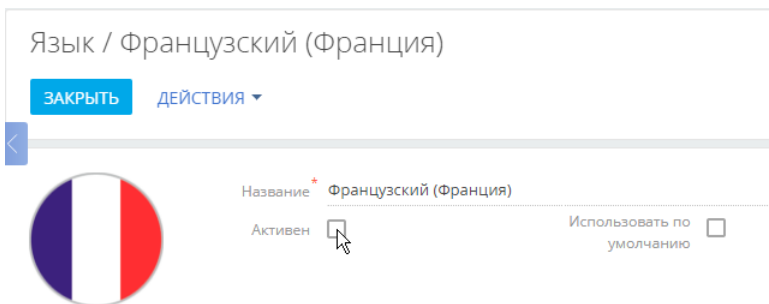 Язык / Французский (Франция)
ЗАКРЫТЬ ДЕЙСТВИЯ
Название* Французский (Франция)
Активен
Использовать по
умолчанию